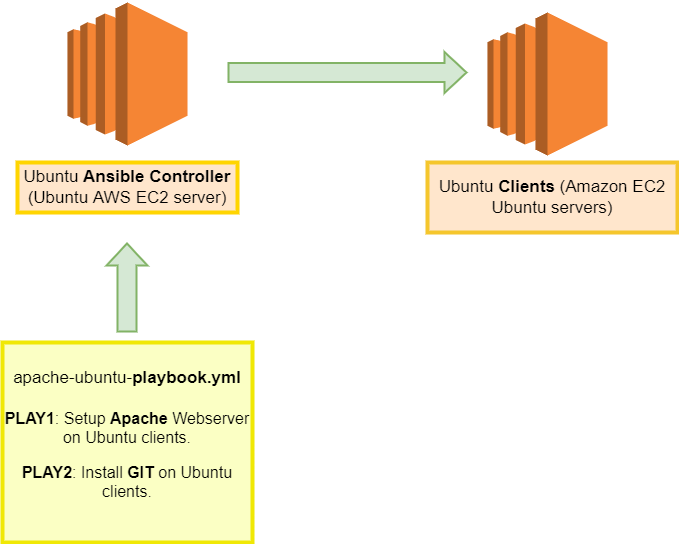 Ubuntu Ansible Controller
(Ubuntu AWS EC2 server)
Ubuntu Clients (Amazon EC2
Ubuntu servers)
apache-ubuntu-playbook.yml
PLAY1: Setup Apache Webserver
on Ubuntu clients.
PLAY2: Install GIT on Ubuntu
clients.